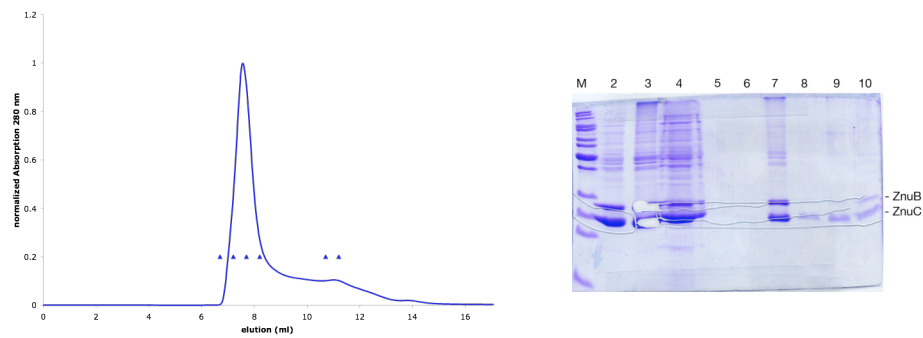 1.2
1
0.8
0.6
0.4
0.2
0
normalized Absorption 280 nm
0 2 4 6 8 10 12 14 16
elution (ml)
M 2 3 4 5 6 7 8 9 10
- ZnuB
- ZnuC